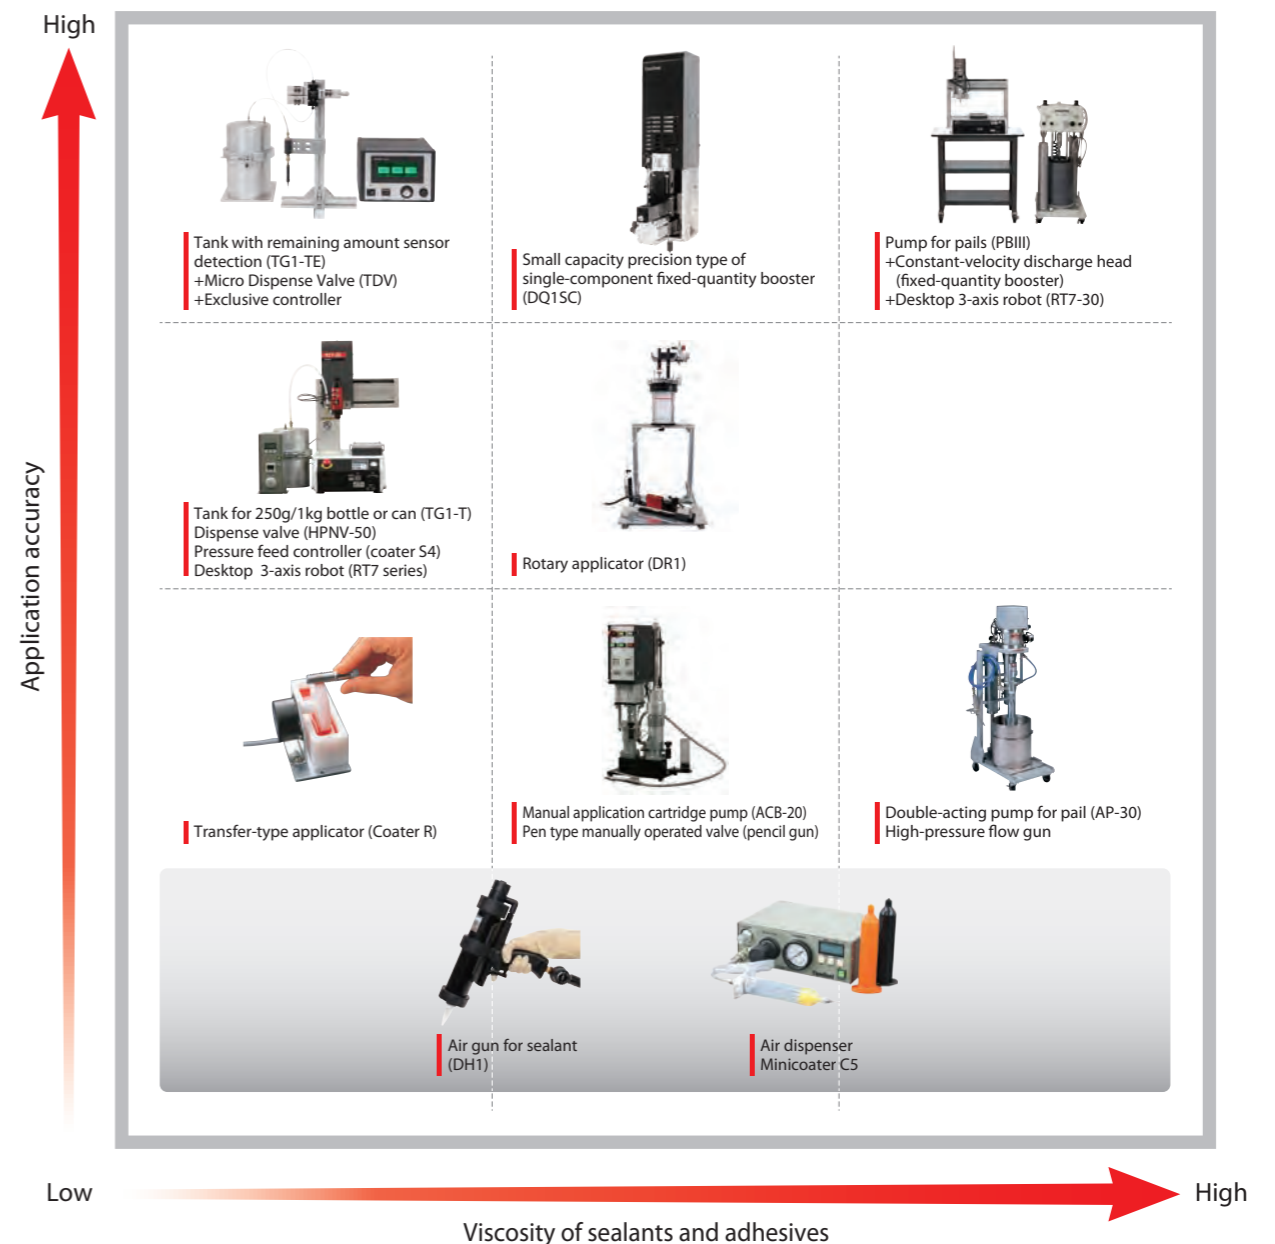 High
Tank with remaining amount sensor
detection (TG1-TE)
+Micro Dispense Valve (TDV)
+Exclusive controller
Small capacity precision type of
single-component fixed-quantity booster
(DQ1SC)
Pump for pails (PBIII)
+Constant-velocity discharge head
(fixed-quantity booster)
+Desktop 3-axis robot (RT7-30)
Tank for 250g/1kg bottle or can (TG1-T)
Dispense valve (HPNV-50)
Pressure feed controller (coater S4)
Desktop 3-axis robot (RT7 series)
Rotary applicator (DR1)
Application accuracy
Transfer-type applicator (Coater R)
Manual application cartridge pump (ACB-20)
Pen type manually operated valve (pencil gun)
Double-acting pump for pail (AP-30)
High-pressure flow gun
Air gun for sealant
(DH1)
Air dispenser
Minicoater C5
Low
High
Viscosity of sealants and adhesives